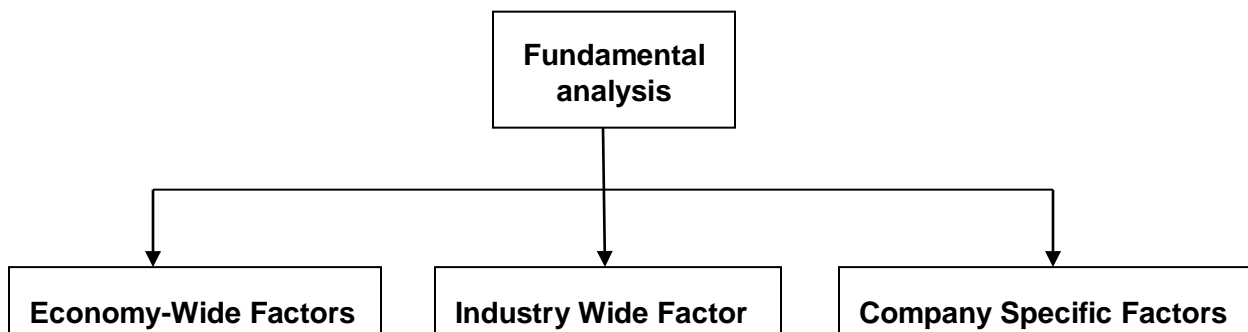 Fundamental
analysis
Economy-Wide Factors
Industry Wide Factor
Company Specific Factors